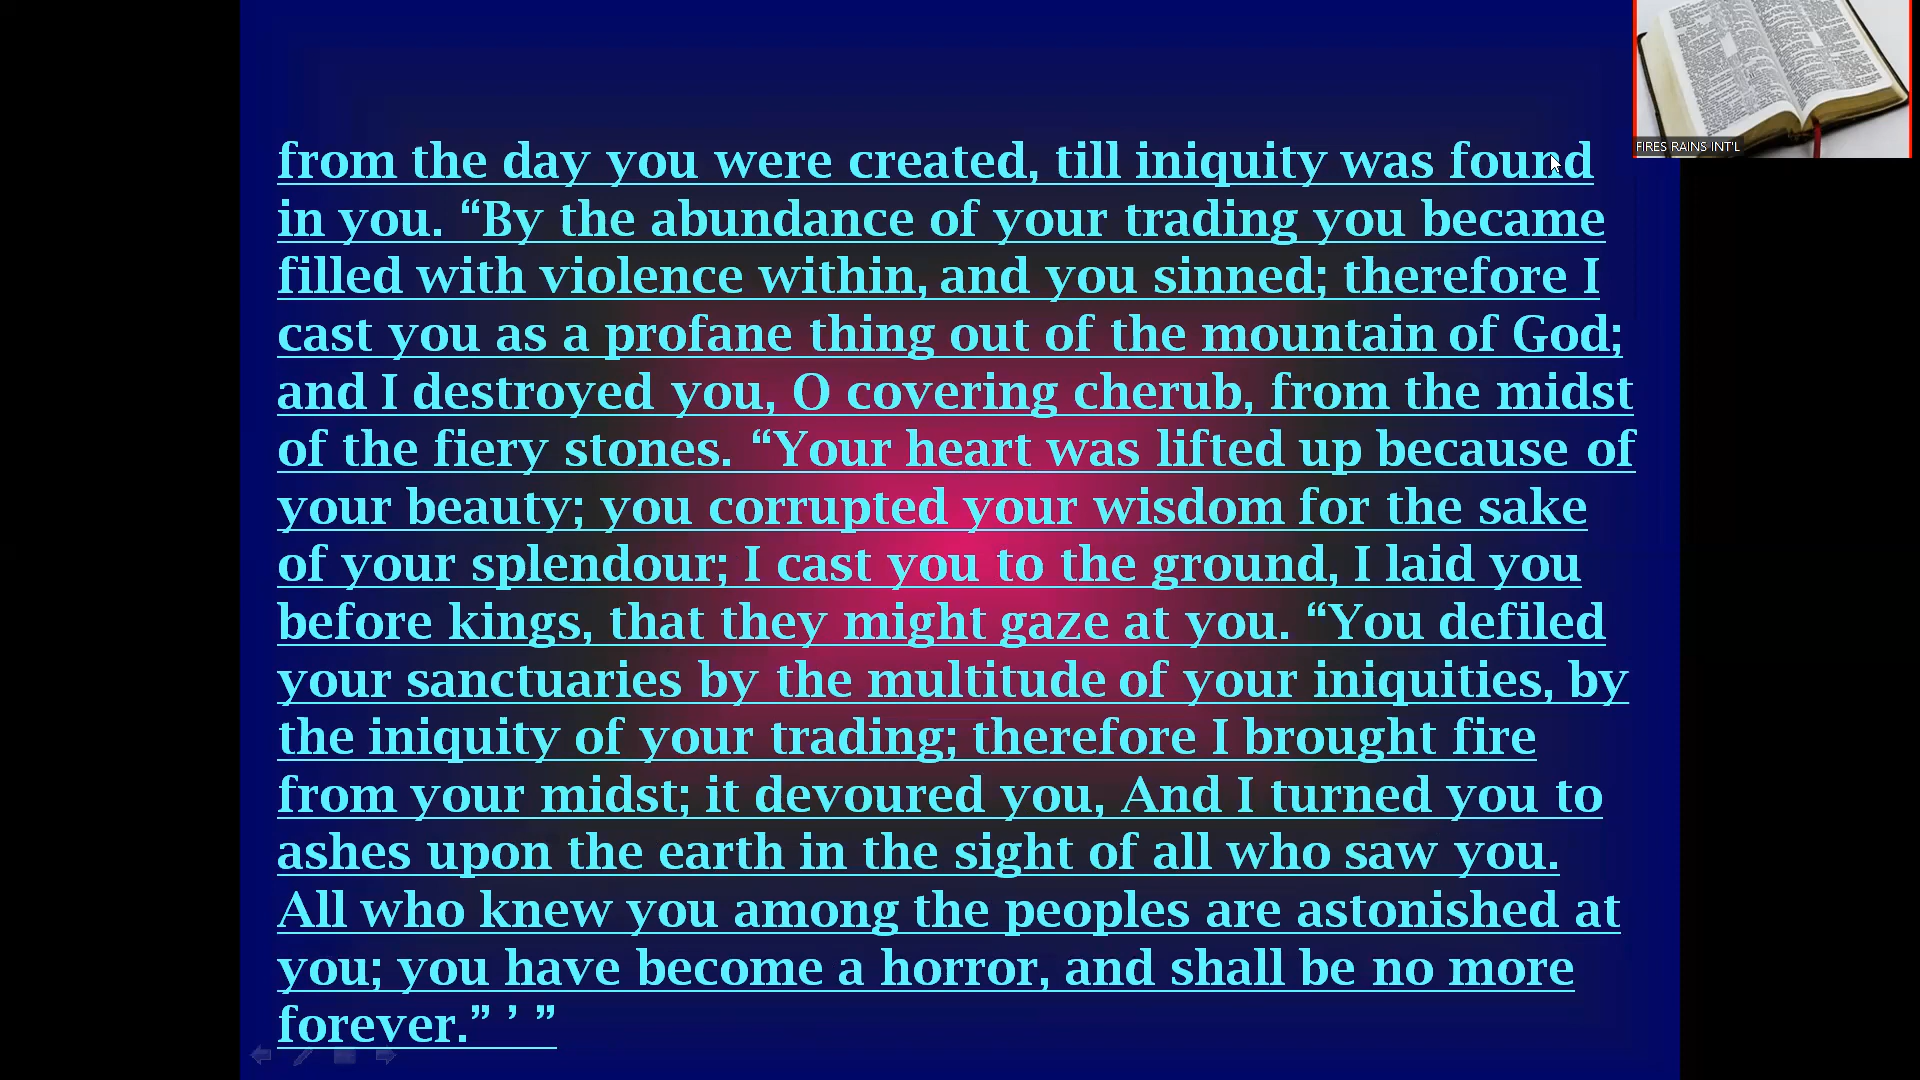 from the day you were created, till iniquity was found
in you. “By the abundance of your trading you became
filled with violence within, and you sinned; therefore I
cast you as a profane thing out of the mountain of God;
and I destroyed you, O covering cherub, from the midst
of the fiery stones. “Your heart was lifted up because of
your beauty; you corrupted your wisdom for the sake
of your splendour; I cast you to the ground, I laid you
before kings, that they might gaze at you. “You defiled
your sanctuaries by the multitude of your iniquities, by
the iniquity of your trading; therefore I brought fire
from your midst; it devoured you, And I turned you to
ashes upon the earth in the sight of all who saw you.
All who knew you among the peoples are astonished at
you; you have become a horror, and shall be no more
forever.” ’ ”
FIRES RAINS INT'L